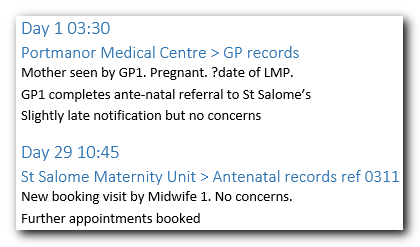 Day 1 03:30
Portmanor Medical Centre > GP records
Mother seen by GP1. Pregnant. ?date of LMP.
GP1 completes ante-natal referral to St Salome's
Slightly late notification but no concerns
Day 29 10:45
St Salome Maternity Unit > Antenatal records ref 0311
New booking visit by Midwife 1. No concerns.
Further appointments booked